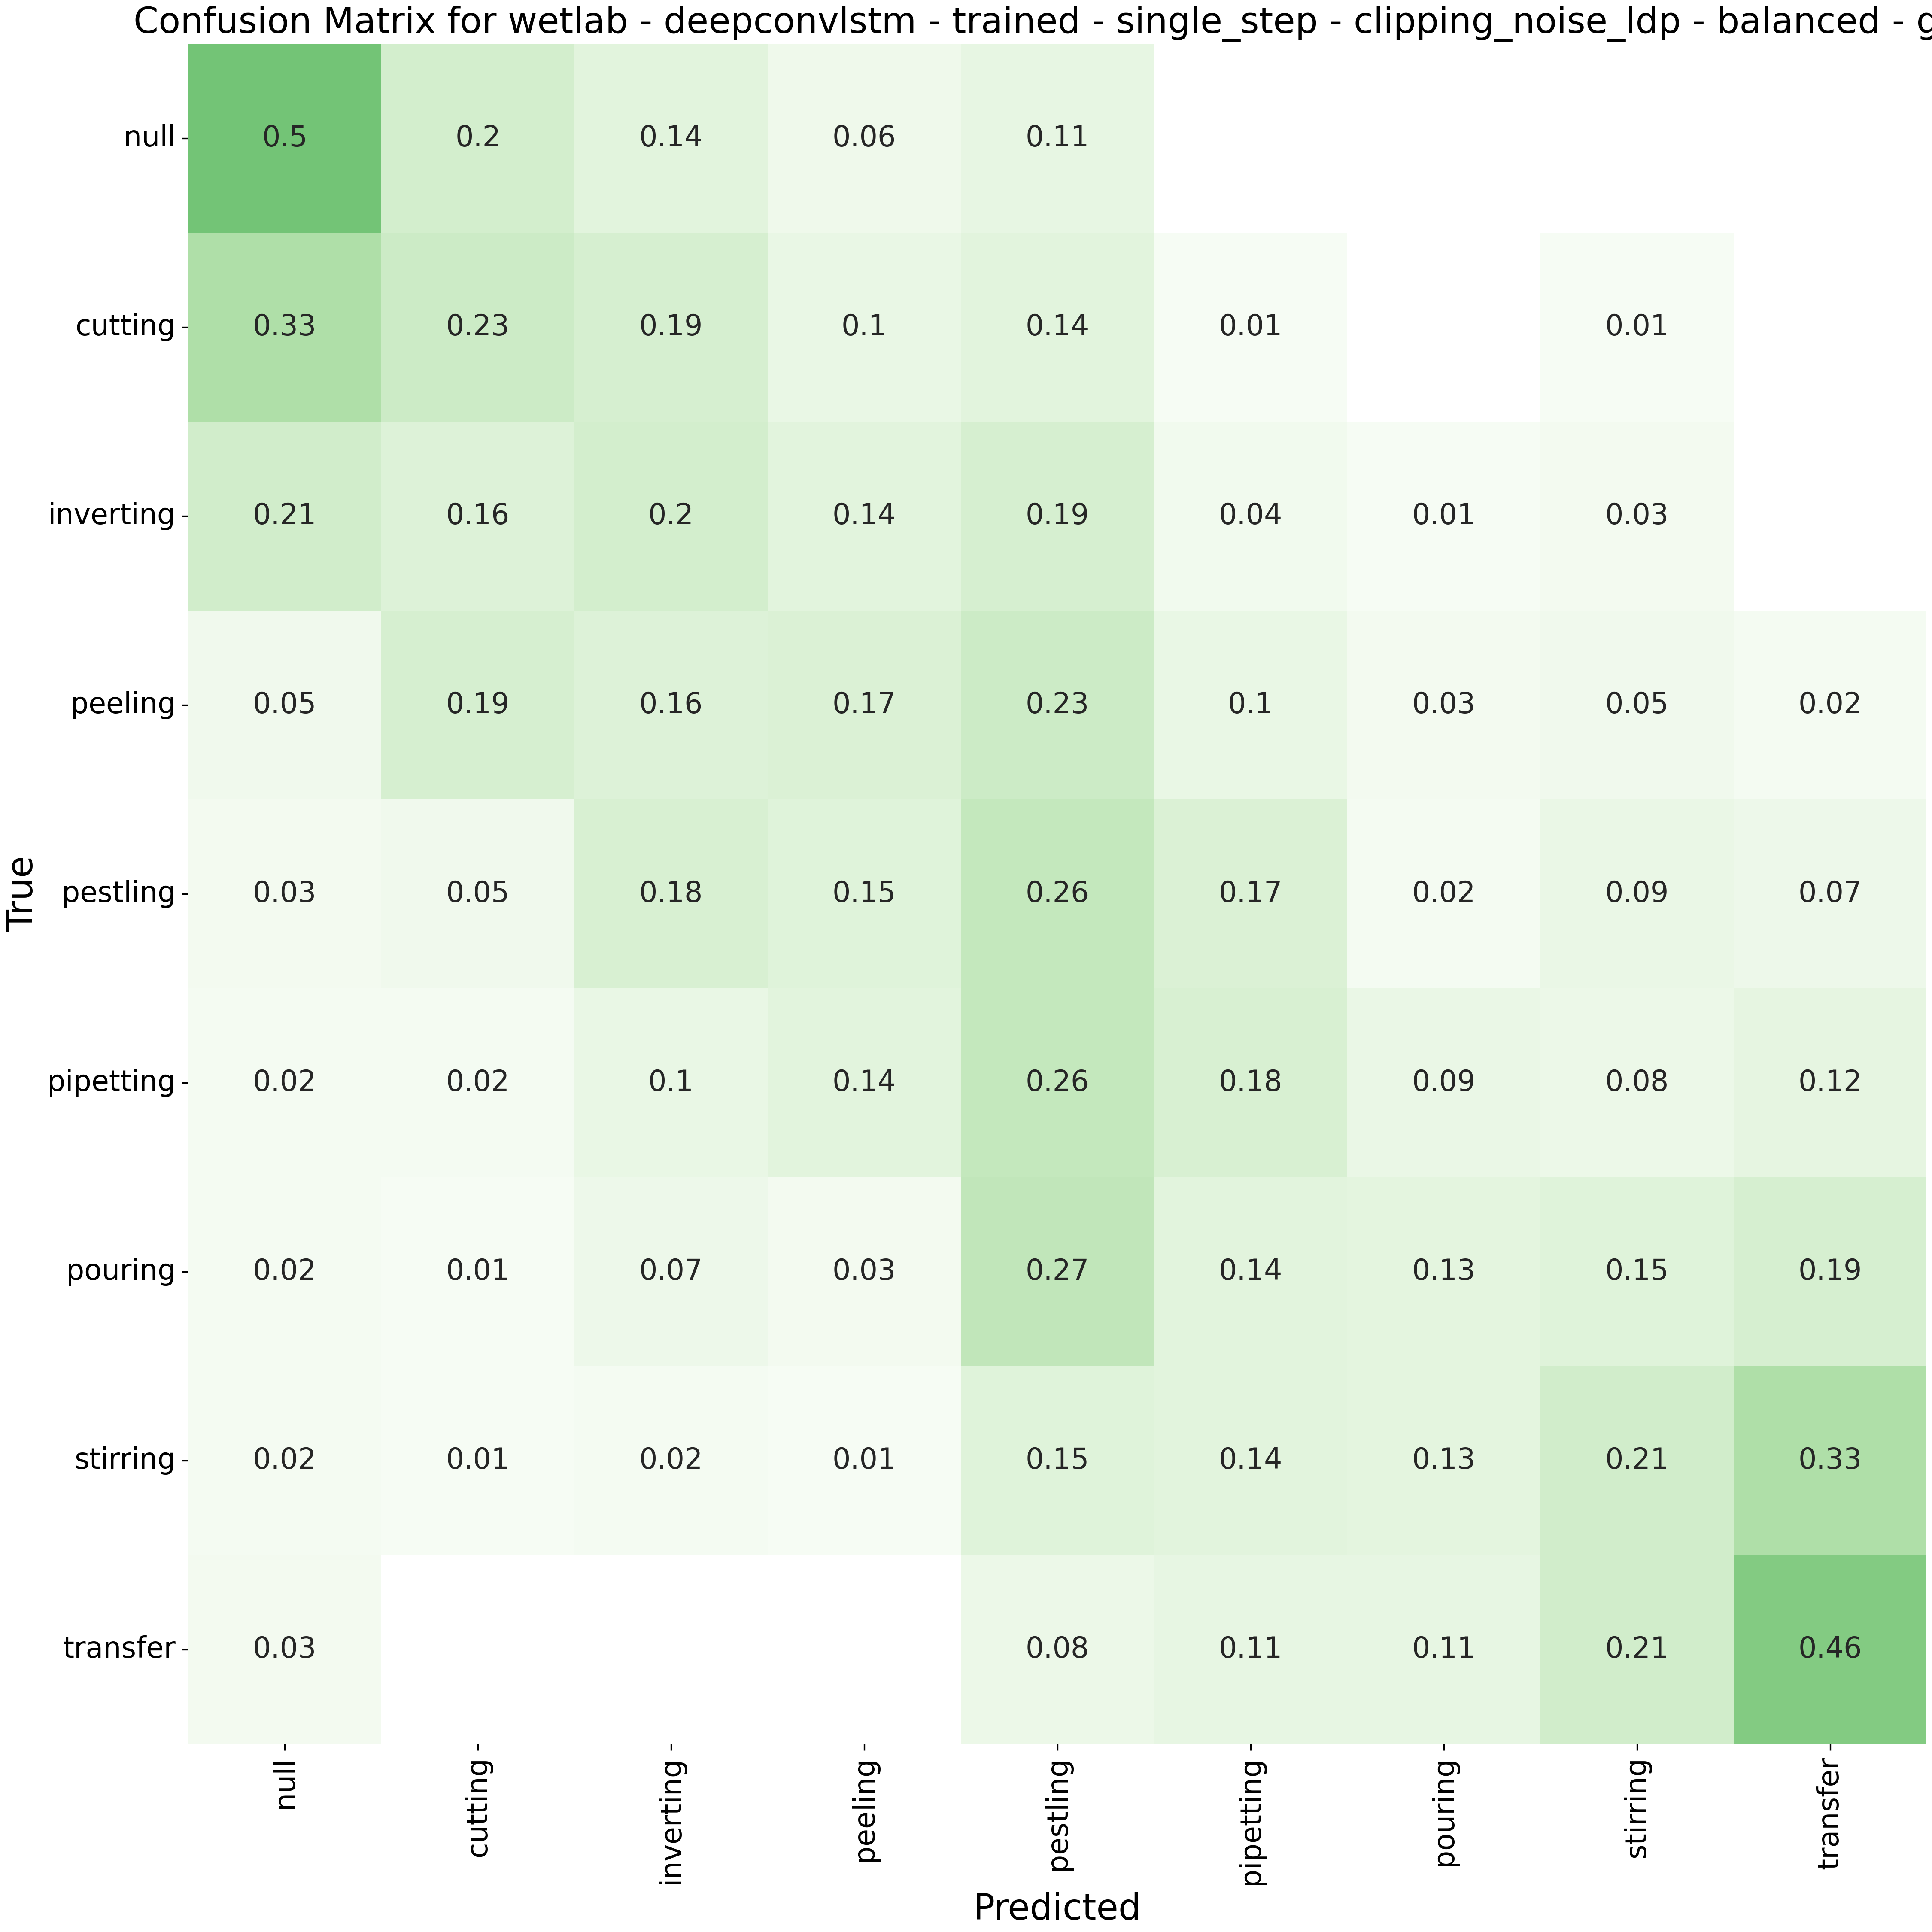 Confusion Matrix for wetlab - deepconvlstm - trained - single_step - clipping_noise_ldp - balanced - g
null 0.5 0.2 0.14 0.06 0.11
cutting 0.33 0.23 0.19 0.1 0.14 0.01 0.01
inverting 0.21 0.16 0.2 0.14 0.19 0.04 0.01 0.03
peeling 0.05 0.19 0.16 0.17 0.23 0.1 0.03 0.05 0.02
pestling 0.03 0.05 0.18 0.15 0.26 0.17 0.02 0.09 0.07
pipetting 0.02 0.02 0.1 0.14 0.26 0.18 0.09 0.08 0.12
pouring 0.02 0.01 0.07 0.03 0.27 0.14 0.13 0.15 0.19
stirring 0.02 0.01 0.02 0.01 0.15 0.14 0.13 0.21 0.33
transfer 0.03 0.08 0.11 0.11 0.21 0.46
True
null cutting inverting peeling pestling pipetting pouring stirring transfer
Predicted